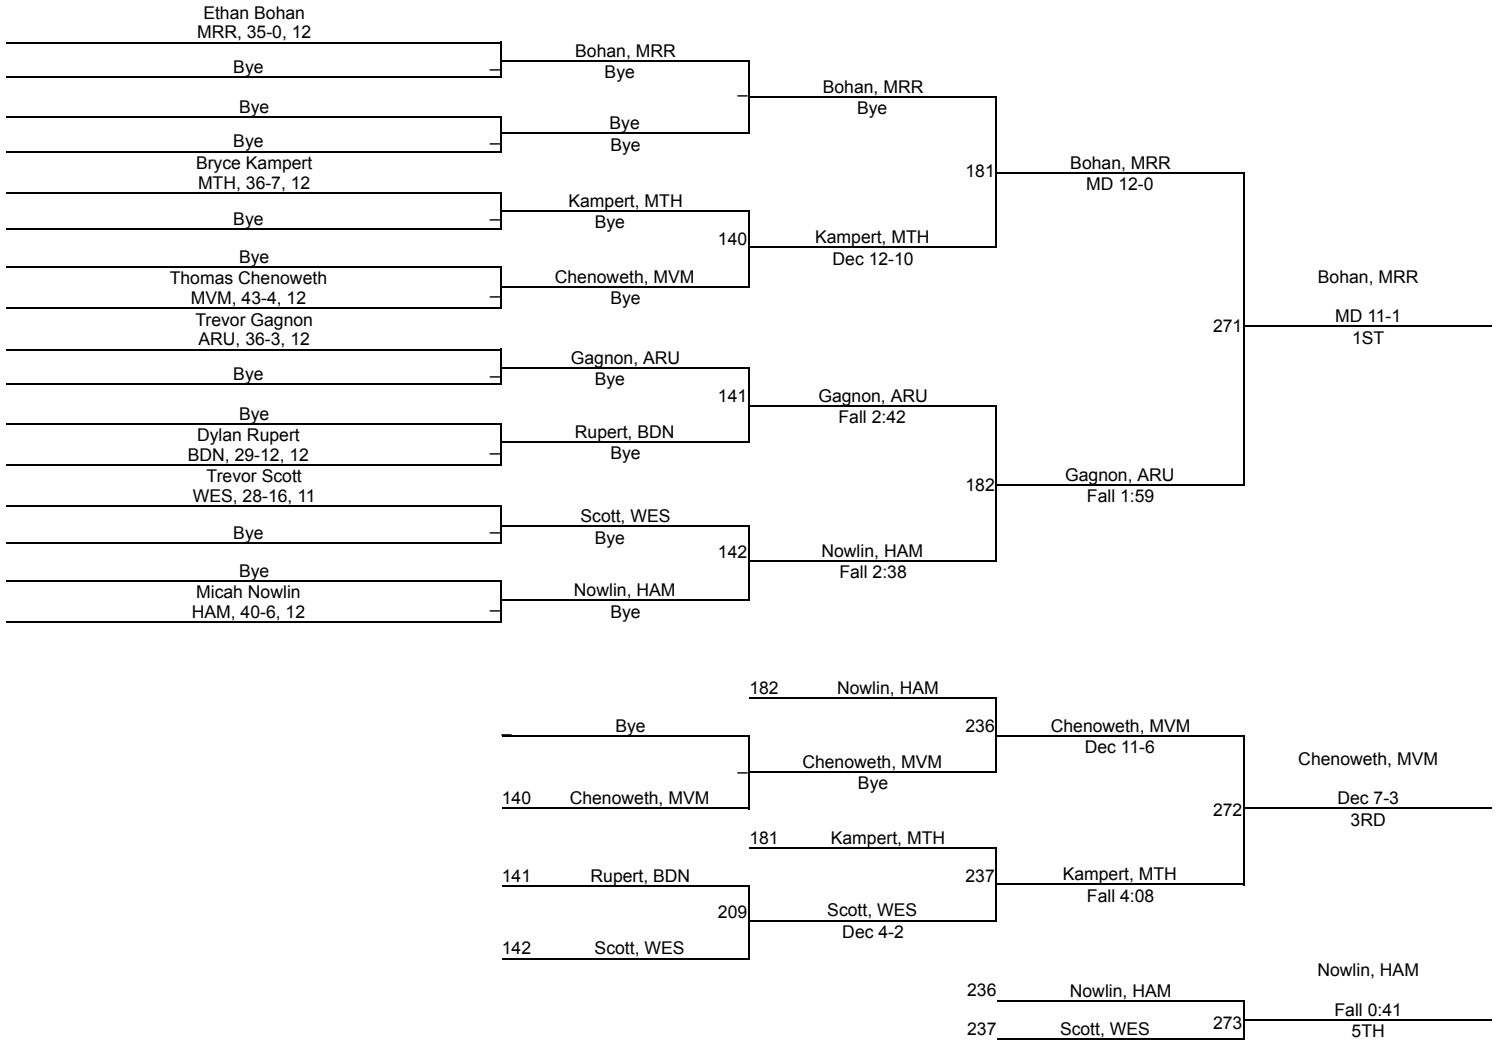 Ethan Bohan
MRR, 35-0, 12
Bye
Bye
Bye
Bryce Kampert
MTH, 36-7, 12
Bye
Bye
Thomas Chenoweth
MVM, 43-4, 12
Trevor Gagnon
ARU, 36-3, 12
Bye
Bye
Dylan Rupert
BDN, 29-12, 12
Trevor Scott
WES, 28-16, 11
Bye
Bye
Micah Nowlin
HAM, 40-6, 12
Bohan, MRR
Bye
Bye
Bye
Kampert, MTH
Bye
140
Chenoweth, MVM
Bye
Gagnon, ARU
Bye
141
Rupert, BDN
Bye
Scott, WES
Bye
142
Nowlin, HAM
Bye
Bohan, MRR
Bye
181
Kampert, MTH
Dec 12-10
Gagnon, ARU
Fall 2:42
182
Nowlin, HAM
Fall 2:38
Bohan, MRR
MD 12-0
271
Gagnon, ARU
Fall 1:59
Bohan, MRR
MD 11-1
1ST
Bye
140 Chenoweth, MVM
141 Rupert, BDN
209
142 Scott, WES
182 Nowlin, HAM
236
Chenoweth, MVM
Bye
181 Kampert, MTH
237
Scott, WES
Dec 4-2
Chenoweth, MVM
Dec 11-6
272
Kampert, MTH
Fall 4:08
Chenoweth, MVM
Dec 7-3
3RD
236 Nowlin, HAM
237 Scott, WES
273
Nowlin, HAM
Fall 0:41
5TH